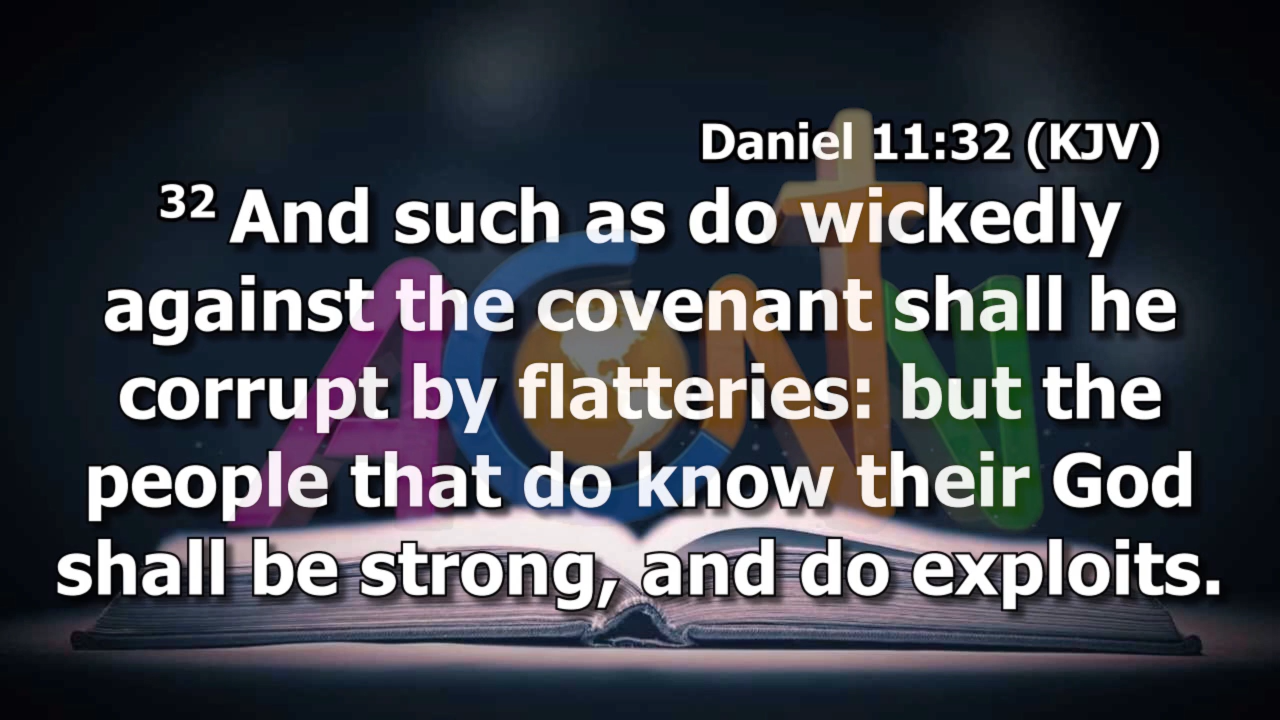 Daniel 11:32 (KJV)
32 And such as do wickedly
against the covenant shall he
corrupt by flatteries: but the
people that do know their God
shall be strong, and do exploits.
ACNTV